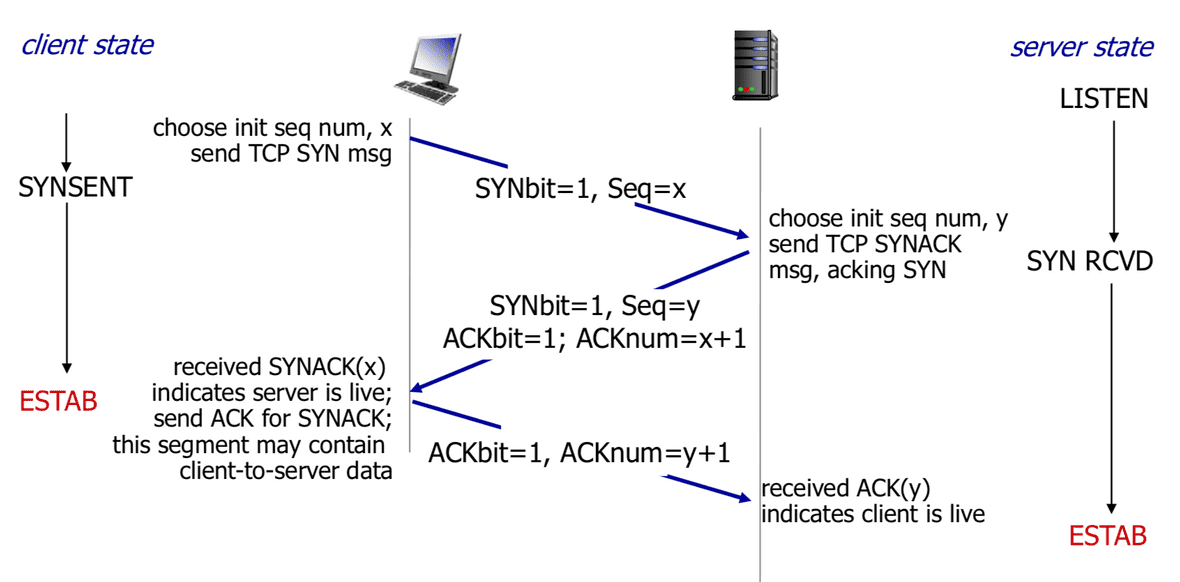 client state
server state
LISTEN
choose init seq num, x
send TCP SYN msg
SYNSENT
SYNbit=1, Seq=x
choose init seq num, y
send TCP SYNACK
msg, acking SYN
SYN RCVD
SYNbit=1, Seq=y
ACKbit=1; ACKnum=x+1
received SYNACK(x)
indicates server is live;
send ACK for SYNACK;
this segment may contain
client-to-server data
ESTAB
ACKbit=1, ACKnum=y+1
received ACK(y)
indicates client is live
ESTAB